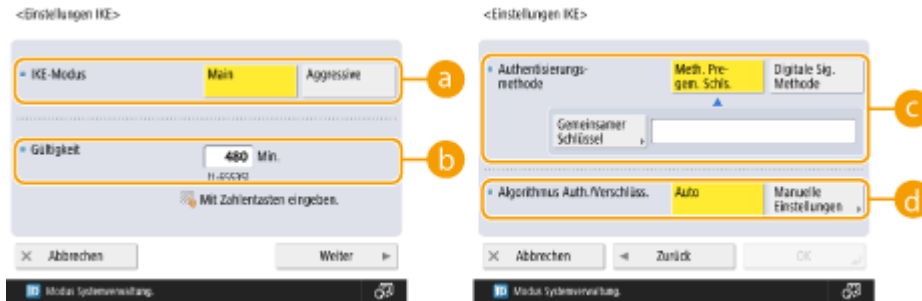 <Einstellungen IKE>
IKE-Modus
Main
Aggressive
a
Gültigkeit
480 Min.
b
Mit Zahlentasten eingeben.
Abbrechen
Weiter
Modus Systemverwaltung.
<Einstellungen IKE>
Authentisierungs-
methode
Meth. Pre-
gem. Schls.
Digitale Sig.
Methode
c
Gemeinsamer
Schlüssel
Algorithmus Auth./Verschlüss.
Auto
Manuelle
Einstellungen
d
Abbrechen
Zurück
OK
Modus Systemverwaltung.